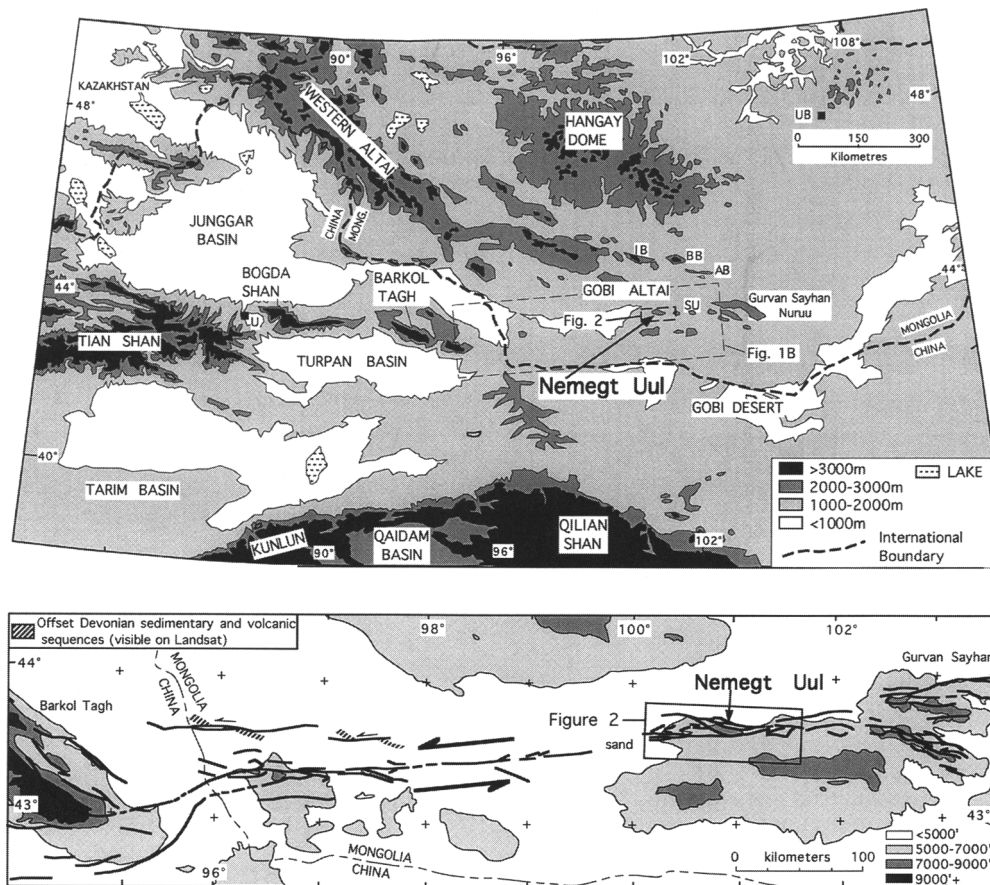 90°
96°
102°
108°
KAZAKHSTAN
48°
48°
WESTERN ALTAI
HANGAY
DOME
UB
0 150 300
Kilometres
JUNGGAR
BASIN
CHINA
MONG.
IB
BB
AB
44°
44°
BOGDA
SHAN
BARKOL
TAGH
GOBI ALTAI
SU
Gurvan Sayhan
Nuruu
U
Fig. 2
TIAN SHAN
TURPAN BASIN
Fig. 1B
MONGOLIA
CHINA
Nemegt Uul
GOBI DESERT
40°
TARIM BASIN
>3000m
2000-3000m
1000-2000m
<1000m
LAKE
International
Boundary
KUNLUN
90°
QAIDAM
BASIN
96°
QILIAN
SHAN
102°
Offset Devonian sedimentary and volcanic
sequences (visible on Landsat)
98°
100°
102°
44°
Gurvan Sayhan
MONGOLIA
CHINA
Barkol Tagh
Nemegt Uul
Figure 2
sand
43°
43°
96°
MONGOLIA
CHINA
0 kilometers 100
<5000'
5000-7000'
7000-9000'
9000'+